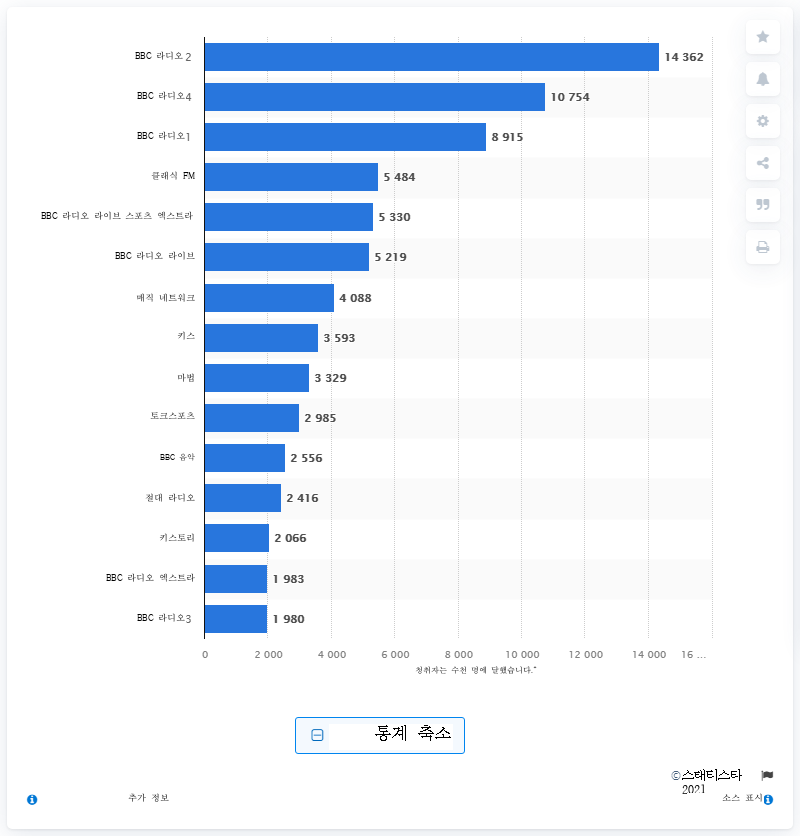 BBC 라디오 2
14 362
BBC 라디오4
10 754
BBC 라디오1
8 915
클래식 FM
5 484
BBC 라디오 라이브 스포츠 엑스트라
5 330
BBC 라디오 라이브
5 219
매직 네트워크
4 088
키스
3 593
마법
3 329
토크스포츠
2 985
BBC 음악
2 556
절대 라디오
2 416
키스토리
2 066
BBC 라디오 엑스트라
1 983
BBC 라디오3
1 980
0 2 000 4 000 6 000 8 000 10 000 12 000 14 000 16 ...
청취자는 수천 명에 달했습니다.*
통계 축소
©스태티스타
2021
추가 정보
소스 표시